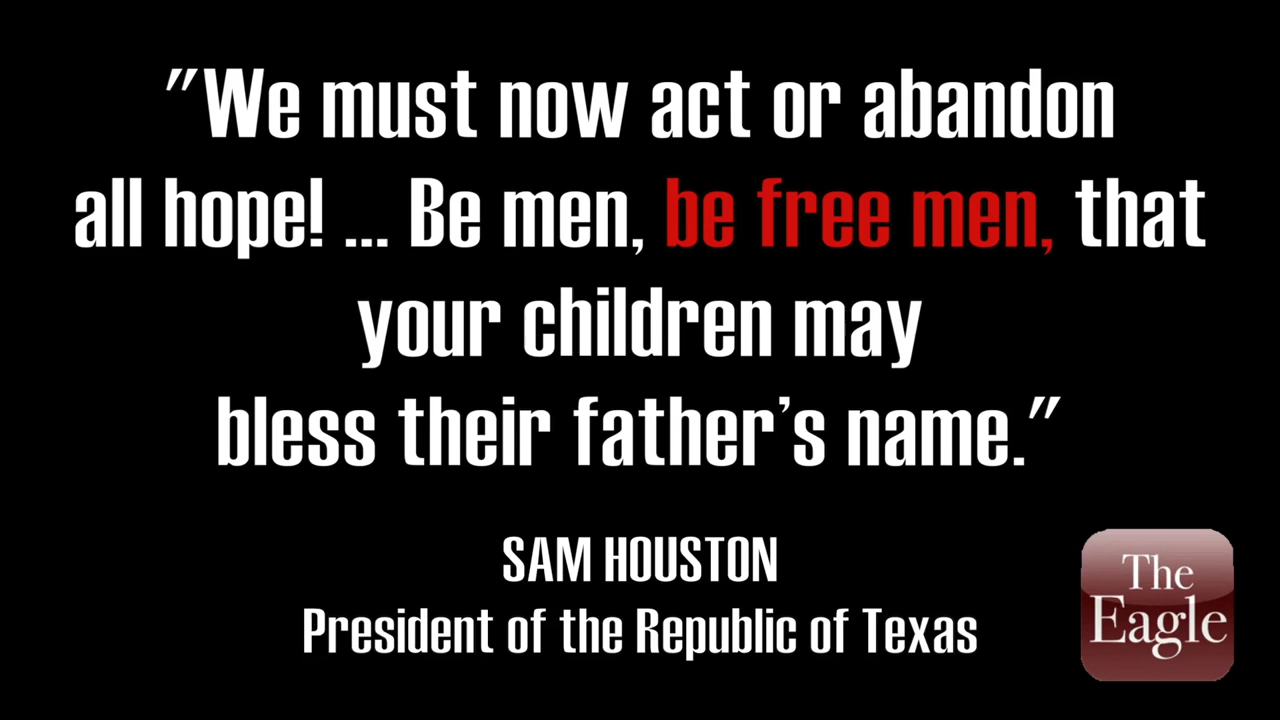 "We must now act or abandon
all hope! ... Be men, be free men, that
your children may
bless their father's name."
SAM HOUSTON
President of the Republic of Texas
The
Eagle